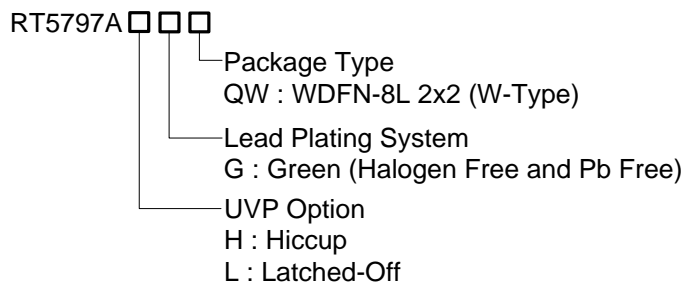 RT5797A
Package Type
QW : WDFN-8L 2x2 (W-Type)
Lead Plating System
G : Green (Halogen Free and Pb Free)
UVP Option
H : Hiccup
L : Latched-Off